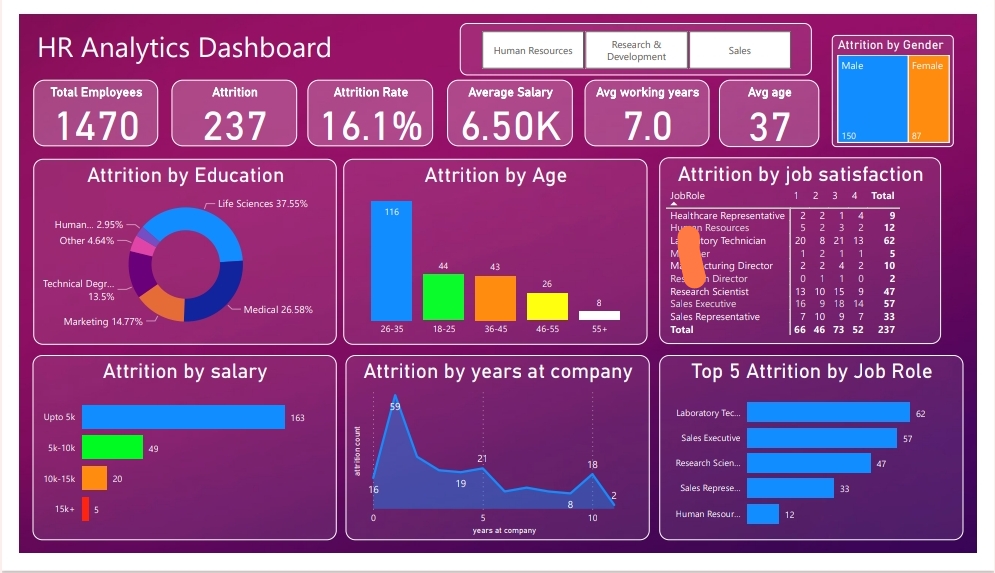 HR Analytics Dashboard
Human Resources
Research &
Development
Sales
Attrition by Gender
Male
Female
150
87
Total Employees
1470
Attrition
237
Attrition Rate
16.1%
Average Salary
6.50K
Avg working years
7.0
Avg age
37
Attrition by Education
Life Sciences 37.55%
Human... 2.95%
Other 4.64%
Technical Degr...
13.5%
Marketing 14.77%
Medical 26.58%
Attrition by Age
116
44
43
26
8
26-35 18-25 36-45 46-55 55+
Attrition by job satisfaction
JobRole 1 2 3 4 Total
Healthcare Representative 2 2 1 4 9
Resources 5 2 3 2 12
Technician 20 8 21 13 62
1 2 1 1 5
Director 2 2 4 2 10
Director 0 1 1 0 2
Research Scientist 13 10 15 9 47
Sales Executive 16 9 18 14 57
Sales Representative 7 10 9 7 33
Total 66 46 73 52 237
Attrition by salary
Upto 5k 163
5k-10k 49
10k-15k 20
15k+ 5
Attrition by years at company
attrition count
59
16
19
21
8
18
2
0 5 10
years at company
Top 5 Attrition by Job Role
Laboratory Tec... 62
Sales Executive 57
Research Scien... 47
Sales Represe... 33
Human Resour... 12